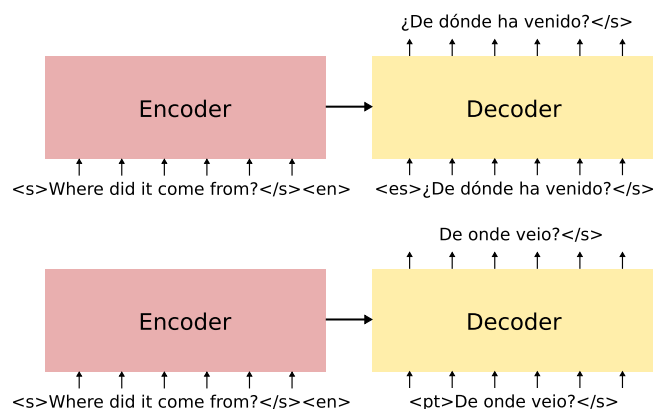 ¿De dónde ha venido?</s>
Encoder
Decoder
<s>Where did it come from?</s><en>
<es>¿De dónde ha venido?</s>
De onde veio?</s>
Encoder
Decoder
<s>Where did it come from?</s><en>
<pt>De onde veio?</s>